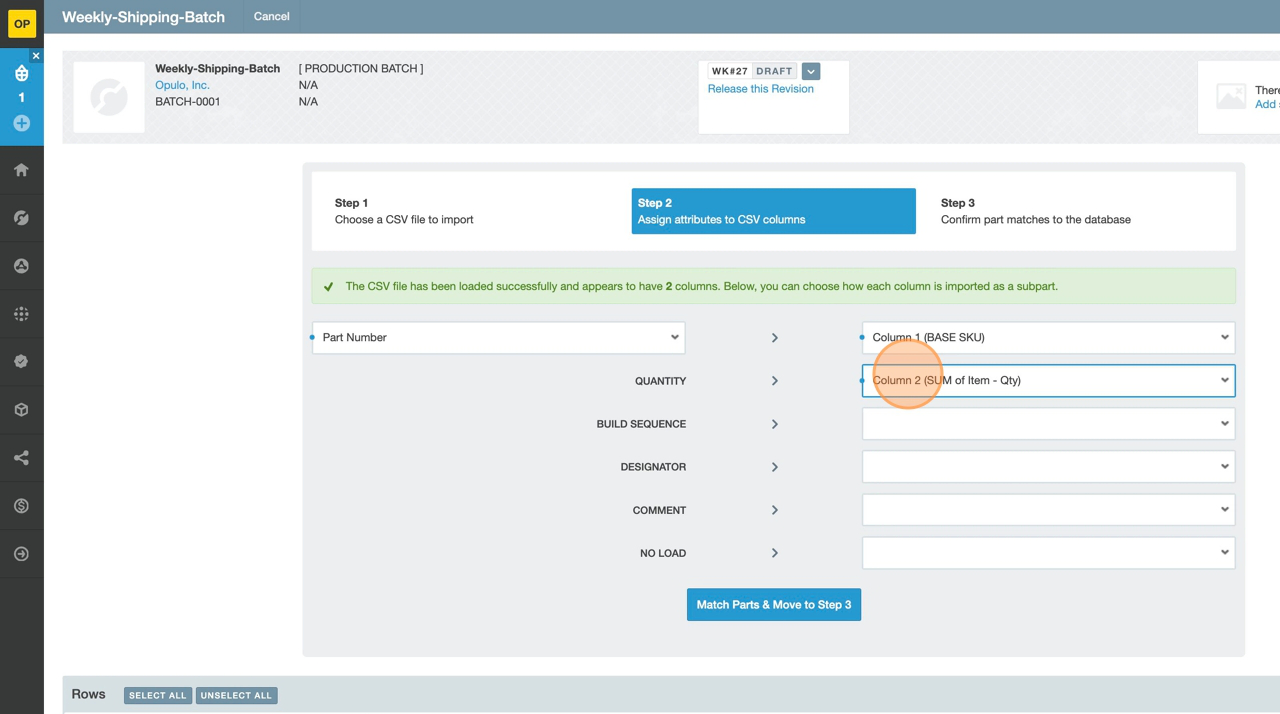 OP
Weekly-Shipping-Batch
Cancel
1
Weekly-Shipping-Batch
[ PRODUCTION BATCH ]
Opulo, Inc.
N/A
BATCH-0001
N/A
WK#27 DRAFT
Release this Revision
There
Add
Step 1
Choose a CSV file to import
Step 2
Assign attributes to CSV columns
Step 3
Confirm part matches to the database
The CSV file has been loaded successfully and appears to have 2 columns. Below, you can choose how each column is imported as a subpart.
Part Number
Column 1 (BASE SKU)
QUANTITY
Column 2 (SUM of Item - Qty)
BUILD SEQUENCE
DESIGNATOR
COMMENT
NO LOAD
Match Parts & Move to Step 3
Rows
SELECT ALL
UNSELECT ALL